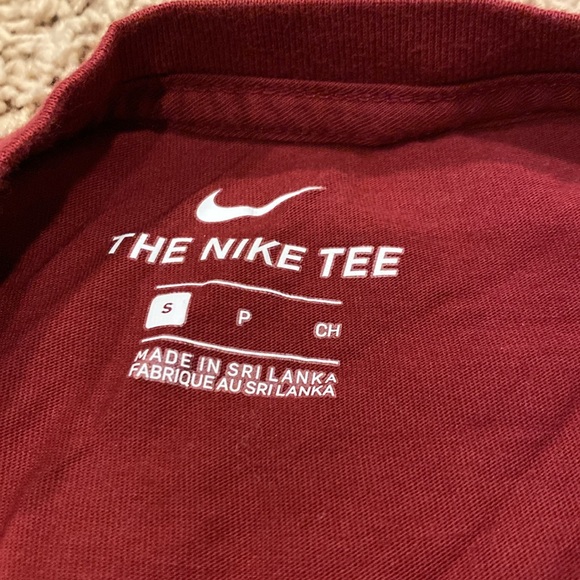 THE NIKE TEE
S P CH
MADE IN SRI LANKA
FABRIQUE AU SRI LANKA